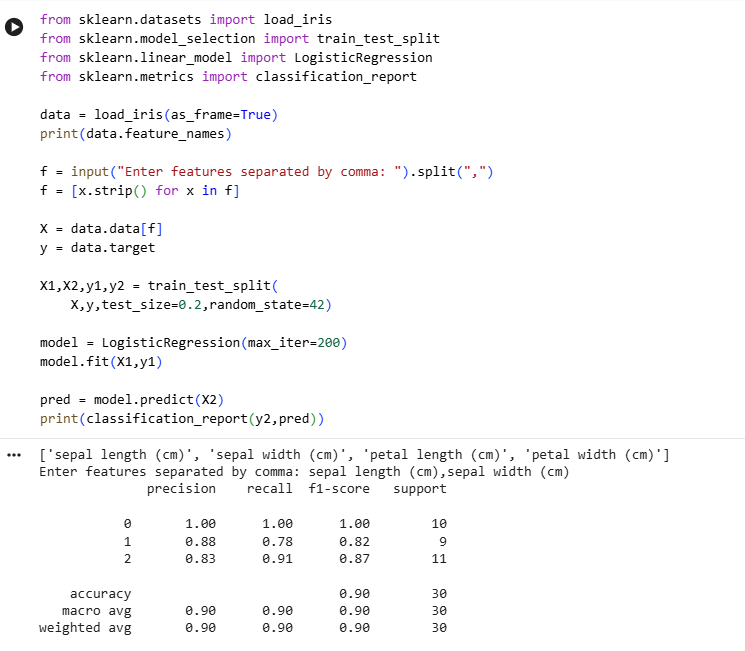 from sklearn.datasets import load_iris
from sklearn.model_selection import train_test_split
from sklearn.linear_model import LogisticRegression
from sklearn.metrics import classification_report

data = load_iris(as_frame=True)
print(data.feature_names)

f = input("Enter features separated by comma: ").split(",")
f = [x.strip() for x in f]

X = data.data[f]
y = data.target

X1,X2,y1,y2 = train_test_split(
    X,y,test_size=0.2,random_state=42)

model = LogisticRegression(max_iter=200)
model.fit(X1,y1)

pred = model.predict(X2)
print(classification_report(y2,pred))

['sepal length (cm)', 'sepal width (cm)', 'petal length (cm)', 'petal width (cm)']
Enter features separated by comma: sepal length (cm),sepal width (cm)
              precision    recall  f1-score   support

           0       1.00      1.00      1.00        10
           1       0.88      0.78      0.82         9
           2       0.83      0.91      0.87        11

    accuracy                           0.90        30
   macro avg       0.90      0.90      0.90        30
weighted avg       0.90      0.90      0.90        30